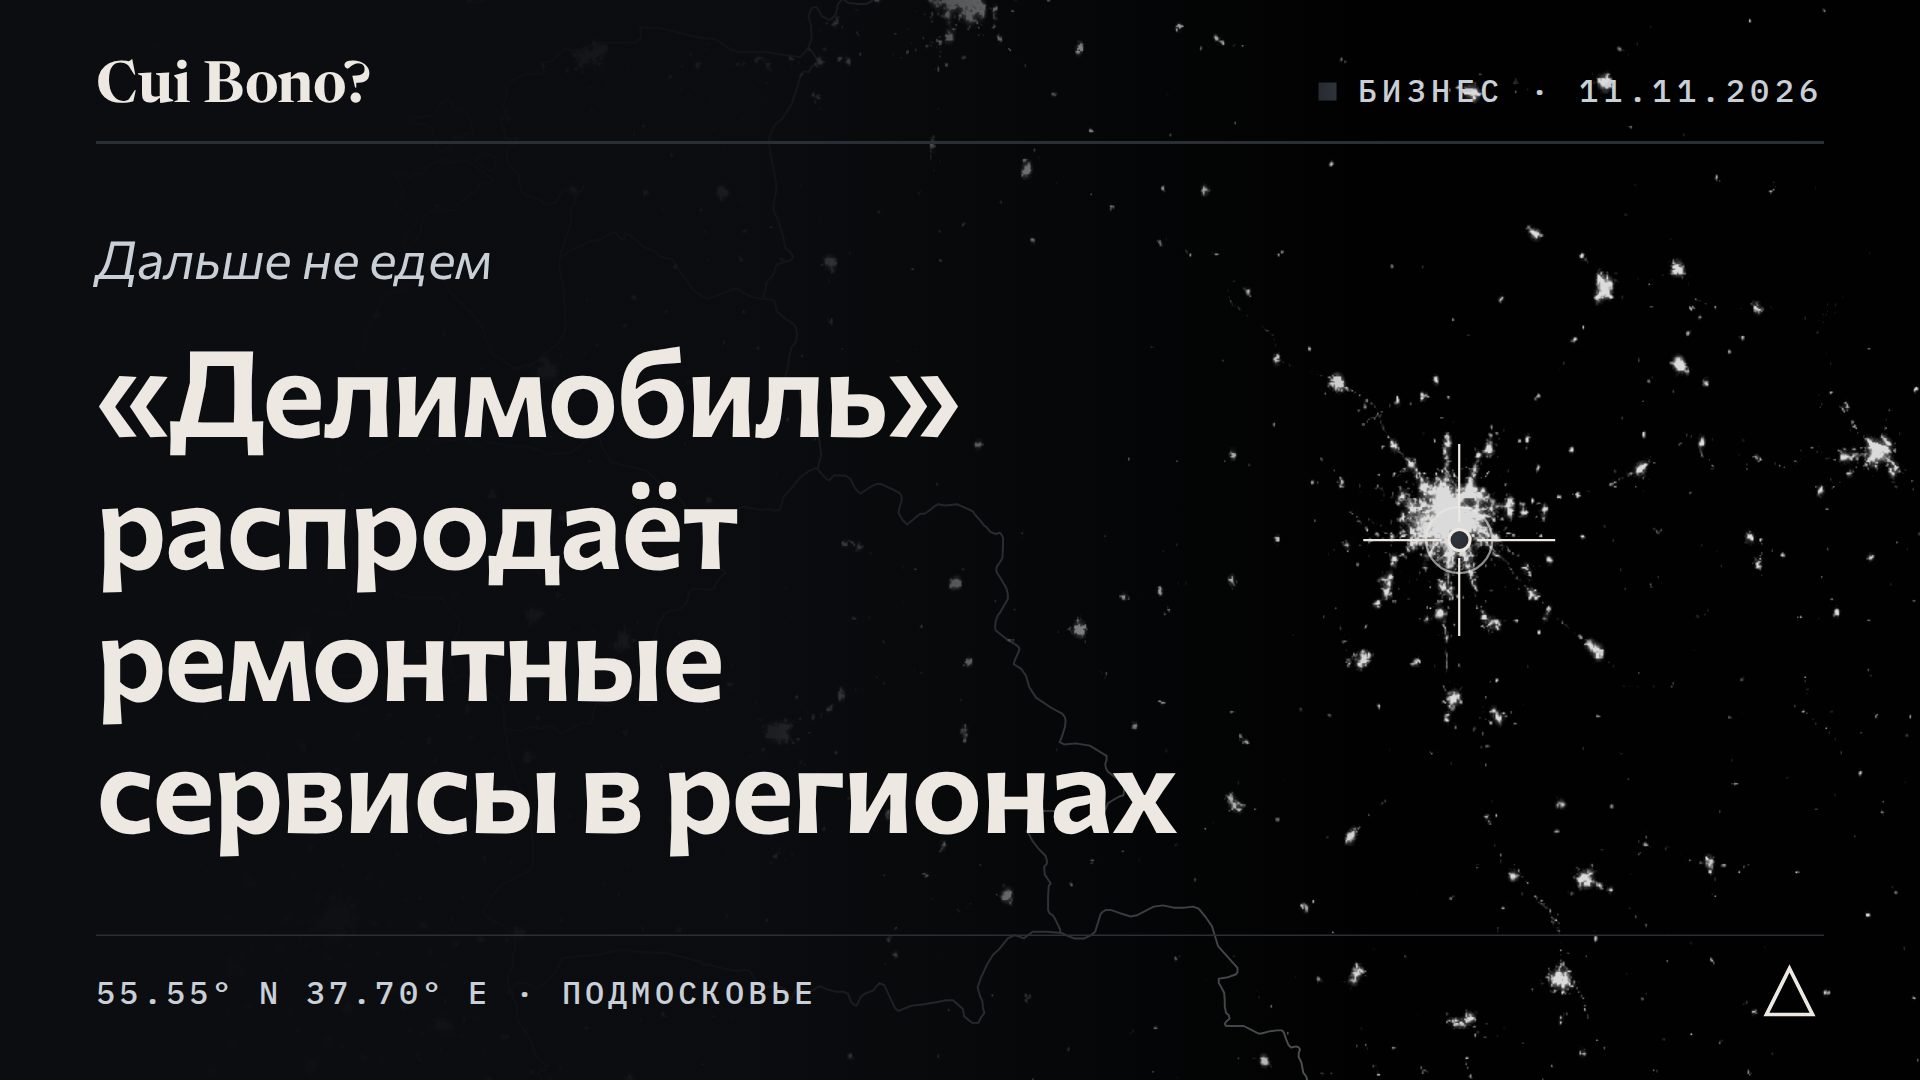 Cui Bono?
БИЗНЕС · 11.11.2026
Дальше не едем
«Делимобиль»
распродаёт
ремонтные
сервисы в регионах
55.55° N 37.70° E · ПОДМОСКОВЬЕ